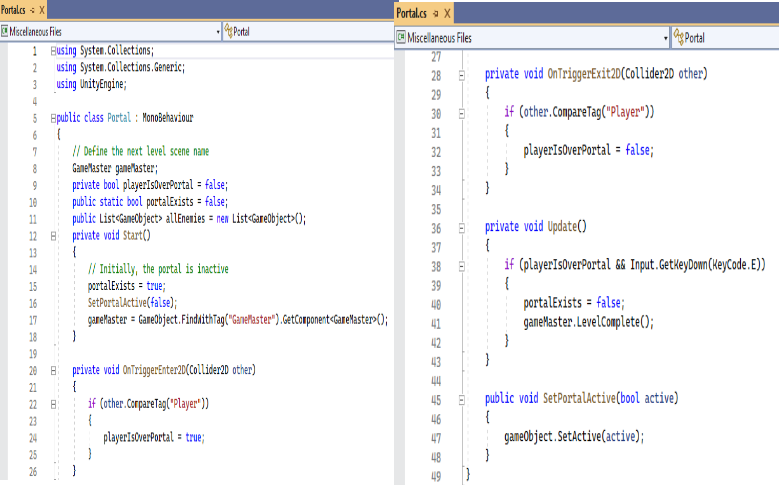 Portal.cs
Miscellaneous Files
Portal
1 using System.Collections;
2 using System.Collections.Generic;
3 using UnityEngine;
4
5 public class Portal : MonoBehaviour
6 {
7 // Define the next level scene name
8 GameMaster gameMaster;
9 private bool playerIsOverPortal = false;
10 public static bool portalExists = false;
11 public List<GameObject> allEnemies = new List<GameObject>();
12 private void Start()
13 {
14 // Initially, the portal is inactive
15 portalExists = true;
16 SetPortalActive(false);
17 gameMaster = GameObject.FindWithTag("GameMaster").GetComponent<GameMaster>();
18 }
19
20 private void OnTriggerEnter2D(Collider2D other)
21 {
22 if (other.CompareTag("Player"))
23 {
24 playerIsOverPortal = true;
25 }
26 }
Portal.cs
Miscellaneous Files
Portal
27
28 private void OnTriggerExit2D(Collider2D other)
29 {
30 if (other.CompareTag("Player"))
31 {
32 playerIsOverPortal = false;
33 }
34 }
35
36 private void Update()
37 {
38 if (playerIsOverPortal && Input.GetKeyDown(KeyCode.E))
39 {
40 portalExists = false;
41 gameMaster.LevelComplete();
42 }
43 }
44
45 public void SetPortalActive(bool active)
46 {
47 gameObject.SetActive(active);
48 }
49 }